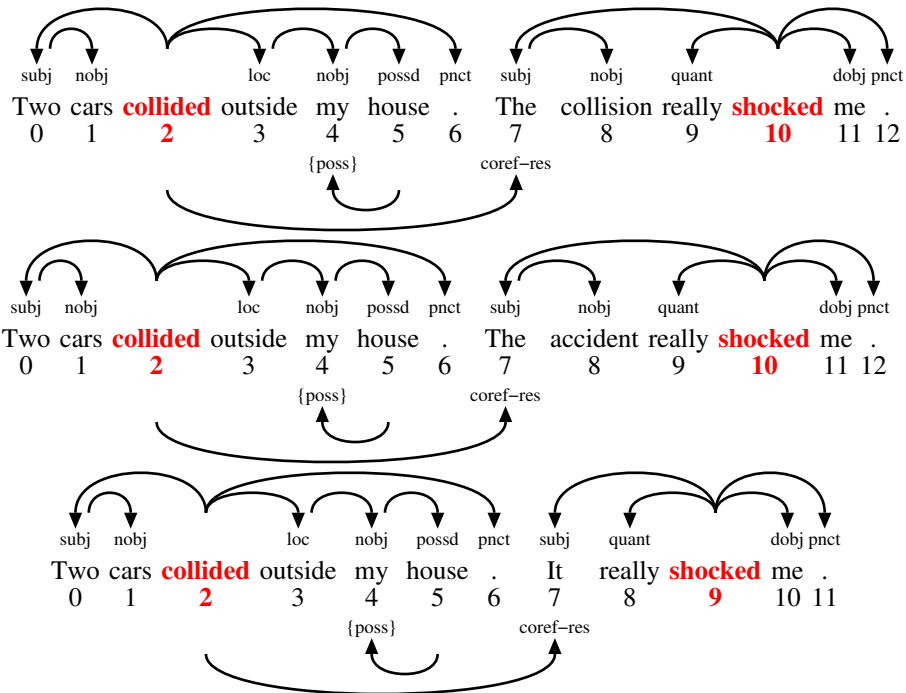 subj nobj loc nobj possd pnct subj nobj quant dobj pnct
Two cars collided outside my house . The collision really shocked me .
0 1 2 3 4 5 6 7 8 9 10 11 12
{poss} coref–res
subj nobj loc nobj possd pnct subj nobj quant dobj pnct
Two cars collided outside my house . The accident really shocked me .
0 1 2 3 4 5 6 7 8 9 10 11 12
{poss} coref–res
subj nobj loc nobj possd pnct subj quant dobj pnct
Two cars collided outside my house . It really shocked me .
0 1 2 3 4 5 6 7 8 9 10 11
{poss} coref–res